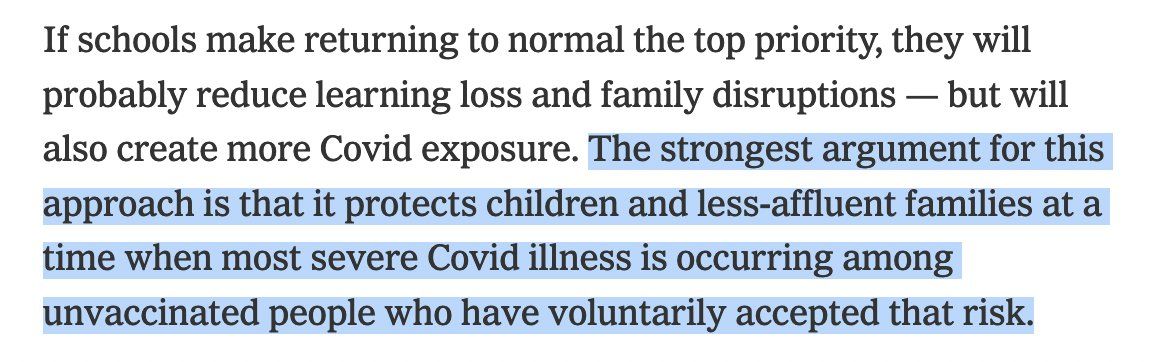 If schools make returning to normal the top priority, they will
probably reduce learning loss and family disruptions — but will
also create more Covid exposure. The strongest argument for this
approach is that it protects children and less-affluent families at a
time when most severe Covid illness is occurring among
unvaccinated people who have voluntarily accepted that risk.